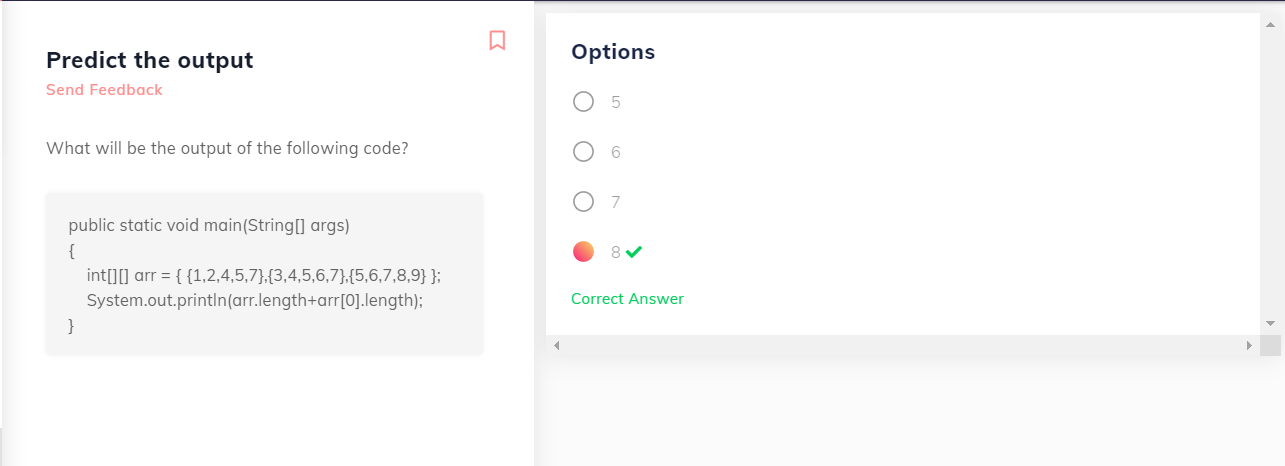 Predict the output
Send Feedback
What will be the output of the following code?
public static void main(String[] args)
{
    int[][] arr = { {1,2,4,5,7},{3,4,5,6,7},{5,6,7,8,9} };
    System.out.println(arr.length+arr[0].length);
}
Options
5
6
7
8
Correct Answer